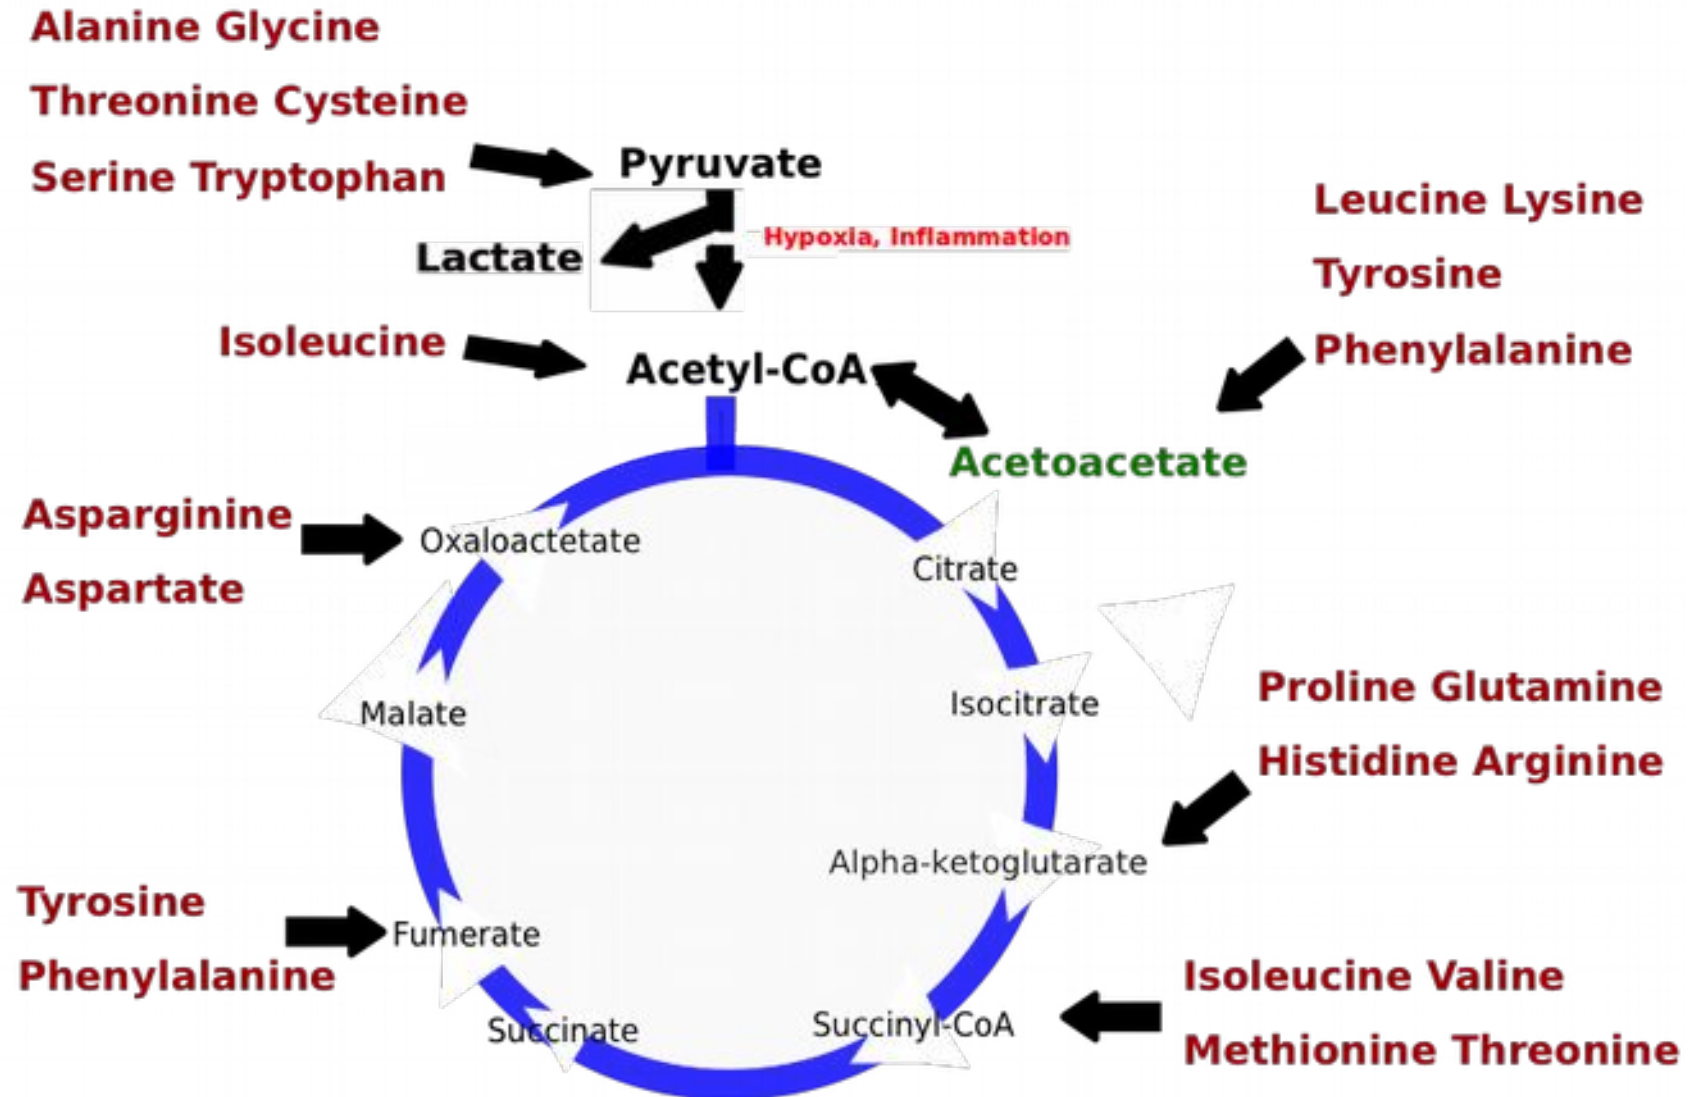 Alanine Glycine
Threonine Cysteine
Serine Tryptophan
Pyruvate
Lactate
Hypoxia, Inflammation
Leucine Lysine
Tyrosine
Phenylalanine
Isoleucine
Acetyl-CoA
Acetoacetate
Asparginine
Aspartate
Oxaloactetate
Citrate
Malate
Isocitrate
Proline Glutamine
Histidine Arginine
Alpha-ketoglutarate
Tyrosine
Phenylalanine
Fumerate
Succinate
Succinyl-CoA
Isoleucine Valine
Methionine Threonine